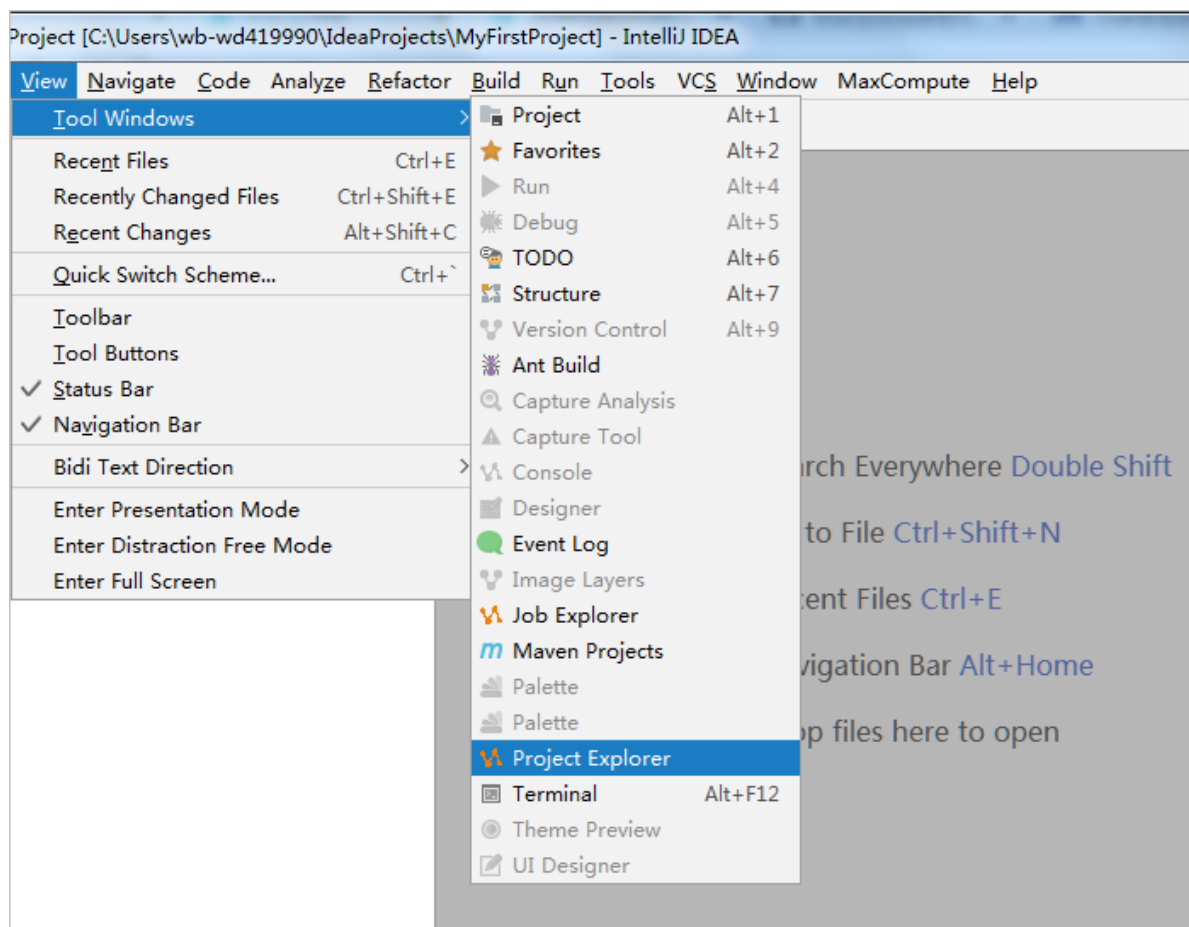 Project [C:\Users\wb-wd419990\IdeaProjects\MyFirstProject] - IntelliJ IDEA
View Navigate Code Analyze Refactor Build Run Tools VCS Window MaxCompute Help
Tool Windows
Recent Files Ctrl+E
Recently Changed Files Ctrl+Shift+E
Recent Changes Alt+Shift+C
Quick Switch Scheme... Ctrl+`
Toolbar
Tool Buttons
Status Bar
Navigation Bar
Bidi Text Direction
Enter Presentation Mode
Enter Distraction Free Mode
Enter Full Screen
Project Alt+1
Favorites Alt+2
Run Alt+4
Debug Alt+5
TODO Alt+6
Structure Alt+7
Version Control Alt+9
Ant Build
Capture Analysis
Capture Tool
Console
Designer
Event Log
Image Layers
Job Explorer
Maven Projects
Palette
Palette
Project Explorer
Terminal Alt+F12
Theme Preview
UI Designer
Everywhere Double Shift
to File Ctrl+Shift+N
Files Ctrl+E
Bar Alt+Home
files here to open